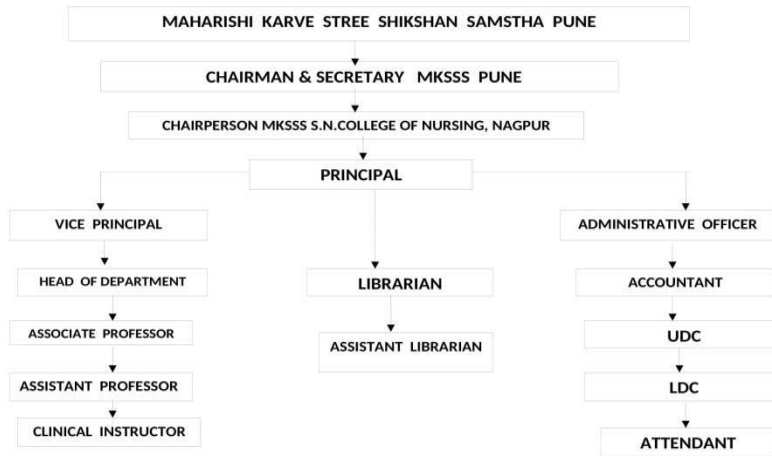 MAHARISHI KARVE STREE SHIKSHAN SAMSTHA PUNE
CHAIRMAN & SECRETARY MKSSS PUNE
CHAIRPERSON MKSSS S.N.COLLEGE OF NURSING, NAGPUR
PRINCIPAL
VICE PRINCIPAL
HEAD OF DEPARTMENT
ASSOCIATE PROFESSOR
ASSISTANT PROFESSOR
CLINICAL INSTRUCTOR
LIBRARIAN
ASSISTANT LIBRARIAN
ADMINISTRATIVE OFFICER
ACCOUNTANT
UDC
LDC
ATTENDANT